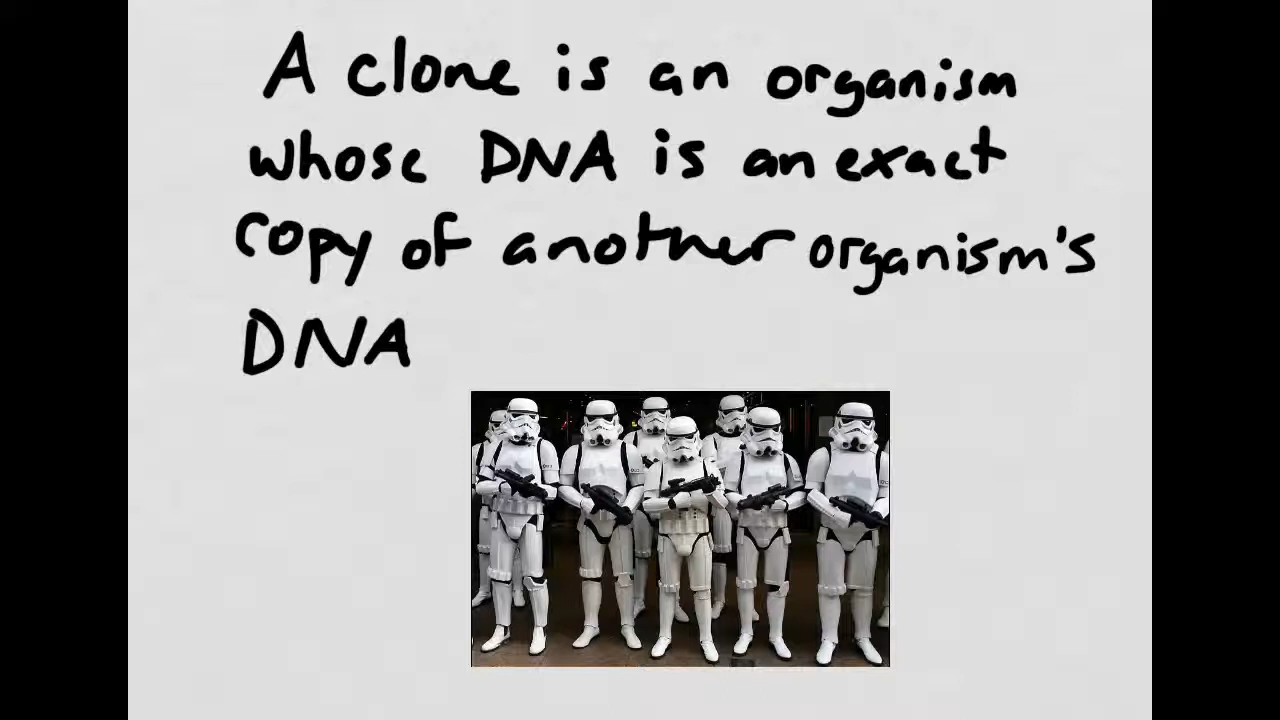 A clone is an organism
whose DNA is an exact
copy of another organism's
DNA